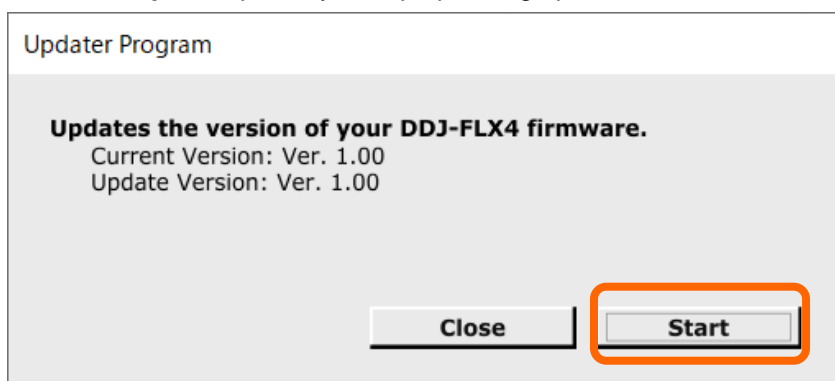 Updater Program
Updates the version of your DDJ-FLX4 firmware.
Current Version: Ver. 1.00
Update Version: Ver. 1.00
Close
Start